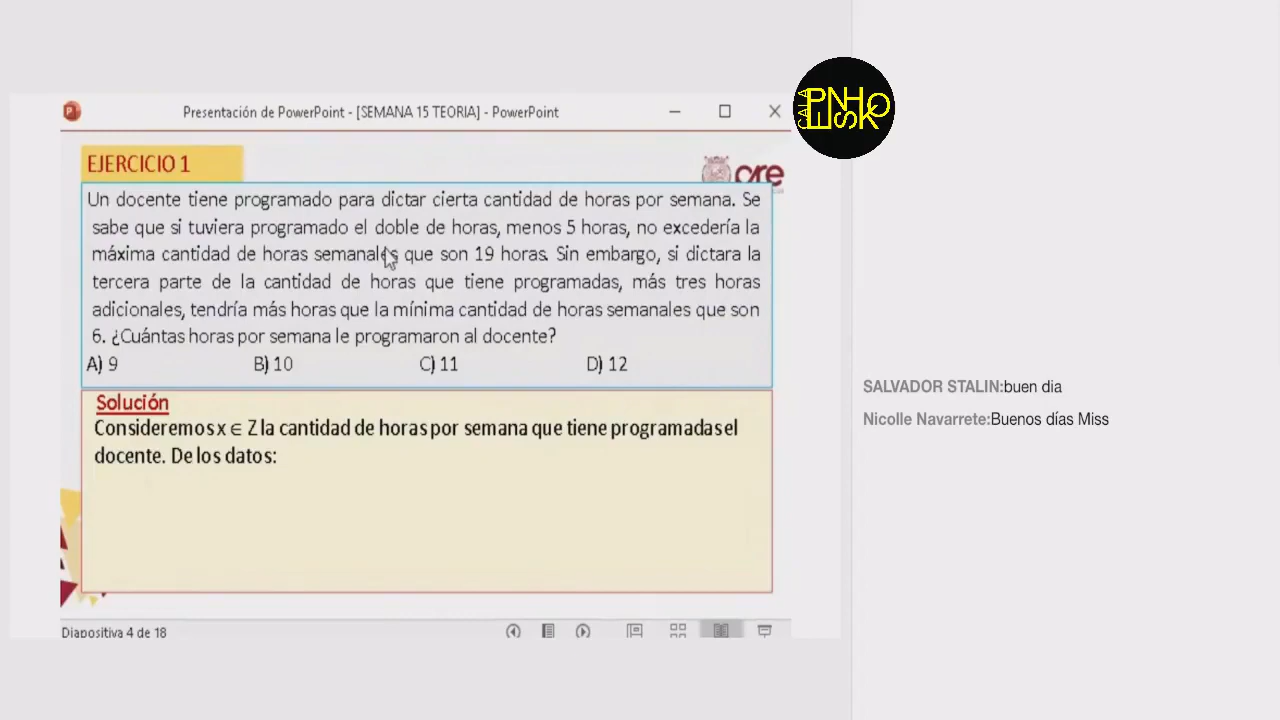 Presentación de PowerPoint - [SEMANA 15 TEORIA] - PowerPoint
CALA
PNHO
ESK
EJERCICIO 1
cre
Un docente tiene programado para dictar cierta cantidad de horas por semana. Se
sabe que si tuviera programado el doble de horas, menos 5 horas, no excedería la
máxima cantidad de horas semanales que son 19 horas. Sin embargo, si dictara la
tercera parte de la cantidad de horas que tiene programadas, más tres horas
adicionales, tendría más horas que la mínima cantidad de horas semanales que son
6. ¿Cuántas horas por semana le programaron al docente?
A) 9 B) 10 C) 11 D) 12
Solución
Consideremos x ∈ Z la cantidad de horas por semana que tiene programadas el
docente. De los datos:
SALVADOR STALIN:buen dia
Nicolle Navarrete:Buenos días Miss
Diapositiva 4 de 18